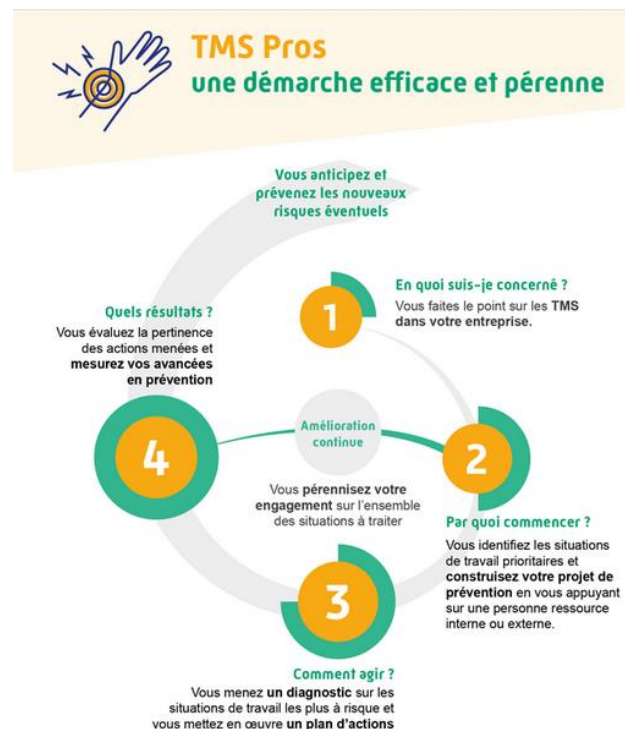 TMS Pros
une démarche efficace et pérenne
Vous anticipez et
prévenez les nouveaux
risques éventuels
1
En quoi suis-je concerné ?
Vous faites le point sur les TMS
dans votre entreprise.
2
Par quoi commencer ?
Vous identifiez les situations
de travail prioritaires et
construisez votre projet de
prévention en vous appuyant
sur une personne ressource
interne ou externe.
3
Comment agir ?
Vous menez un diagnostic sur les
situations de travail les plus à risque et
vous mettez en œuvre un plan d'actions
4
Quels résultats ?
Vous évaluez la pertinence
des actions menées et
mesurez vos avancées
en prévention
Amélioration
continue
Vous pérennisez votre
engagement sur l'ensemble
des situations à traiter